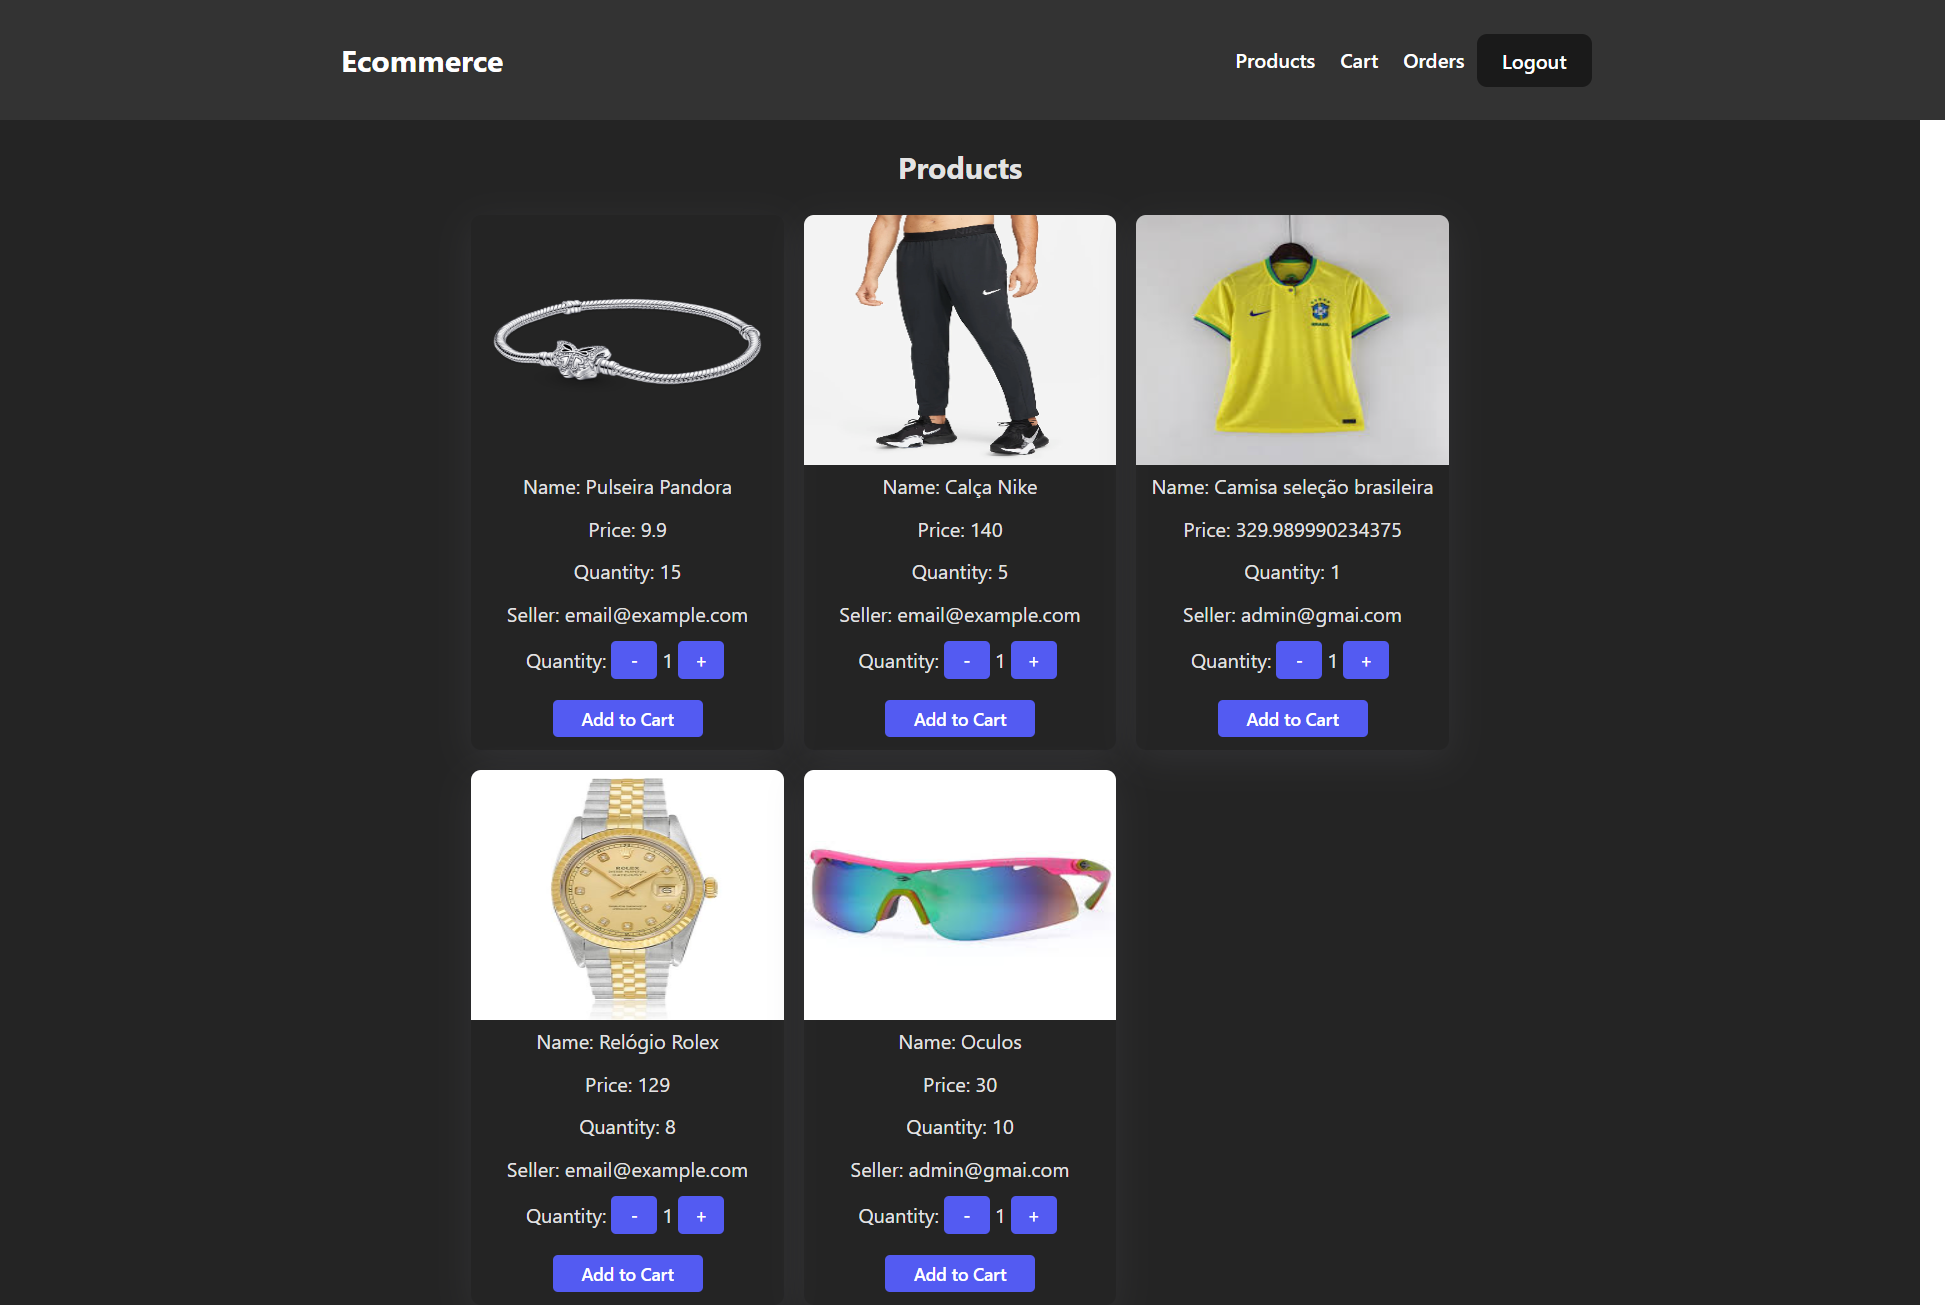 Ecommerce
Products Cart Orders Logout
Products
BRASIL
Name: Pulseira Pandora
Name: Calça Nike
Name: Camisa seleção brasileira
Price: 9.9
Price: 140
Price: 329.989990234375
Quantity: 15
Quantity: 5
Quantity: 1
Seller: email@example.com
Seller: email@example.com
Seller: admin@gmai.com
Quantity: - 1 +
Quantity: - 1 +
Quantity: - 1 +
Add to Cart
Add to Cart
Add to Cart
ROLEX
Name: Relógio Rolex
Name: Oculos
Price: 129
Price: 30
Quantity: 8
Quantity: 10
Seller: email@example.com
Seller: admin@gmai.com
Quantity: - 1 +
Quantity: - 1 +
Add to Cart
Add to Cart